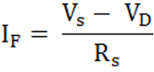 I_F = (V_s − V_D) / R_s